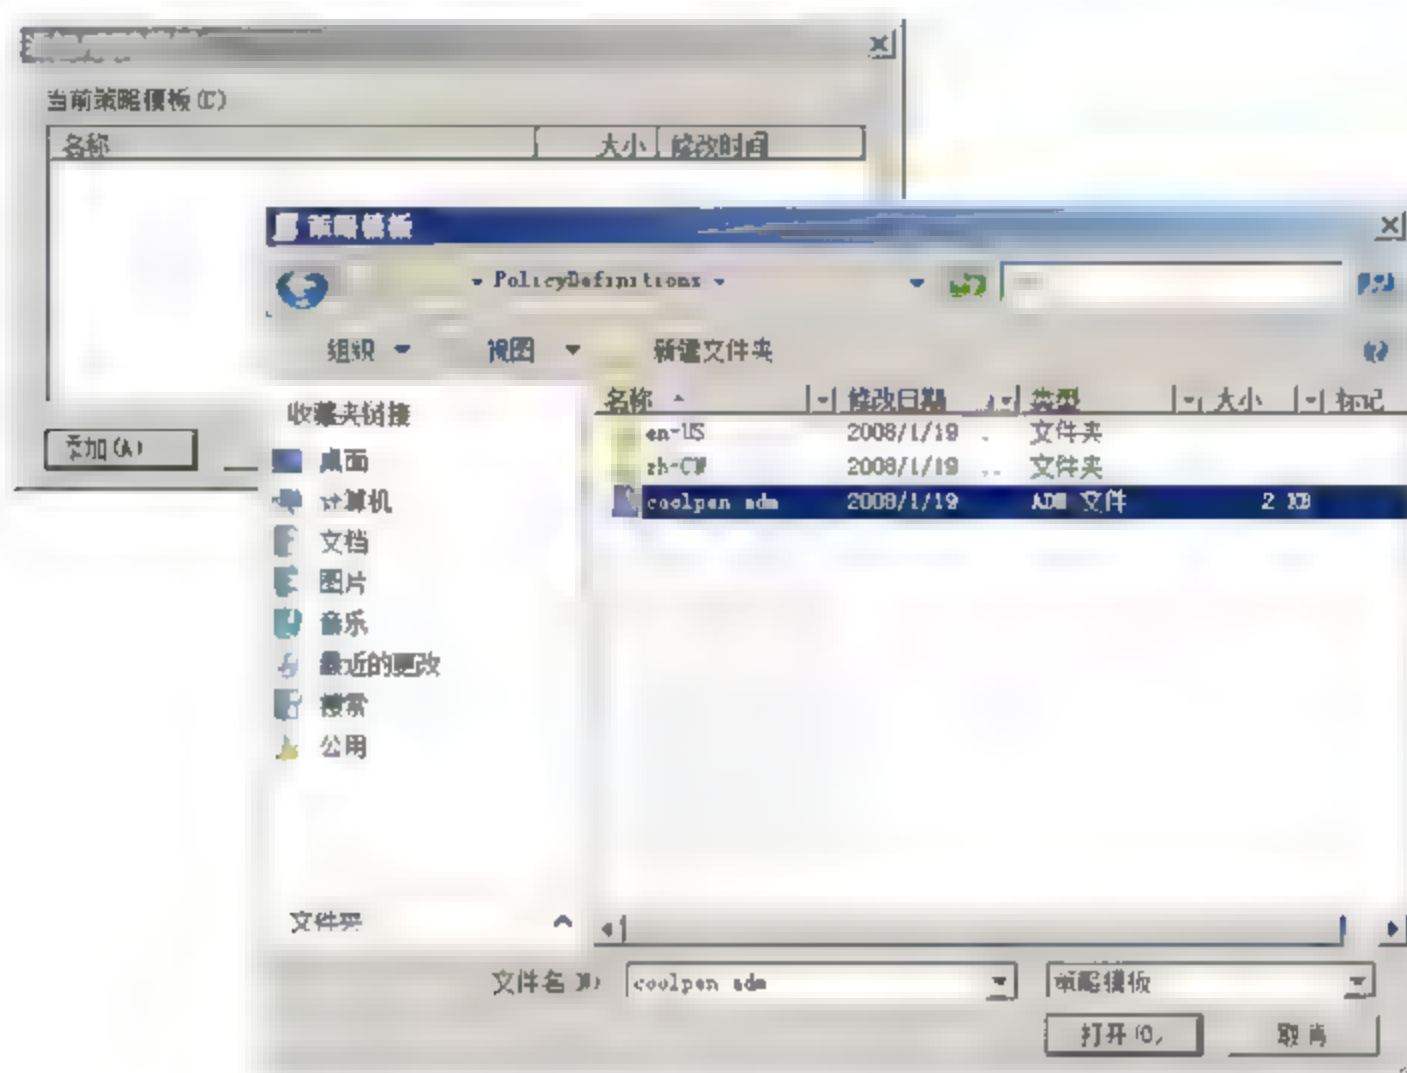 当前策略模板(C)
名称 大小 修改时间
策略模板
PolicyDefinitions
组织 视图 新建文件夹
收藏夹链接
名称 修改日期 类型 大小 标记
en-US 2008/1/19 .. 文件夹
zh-CN 2008/1/19 .. 文件夹
coolpen adm 2008/1/19 ADM 文件 2 KB
添加(A)
桌面
计算机
文档
图片
音乐
最近的更改
搜索
公用
文件夹
文件名(N) coolpen adm 策略模板
打开(O) 取消